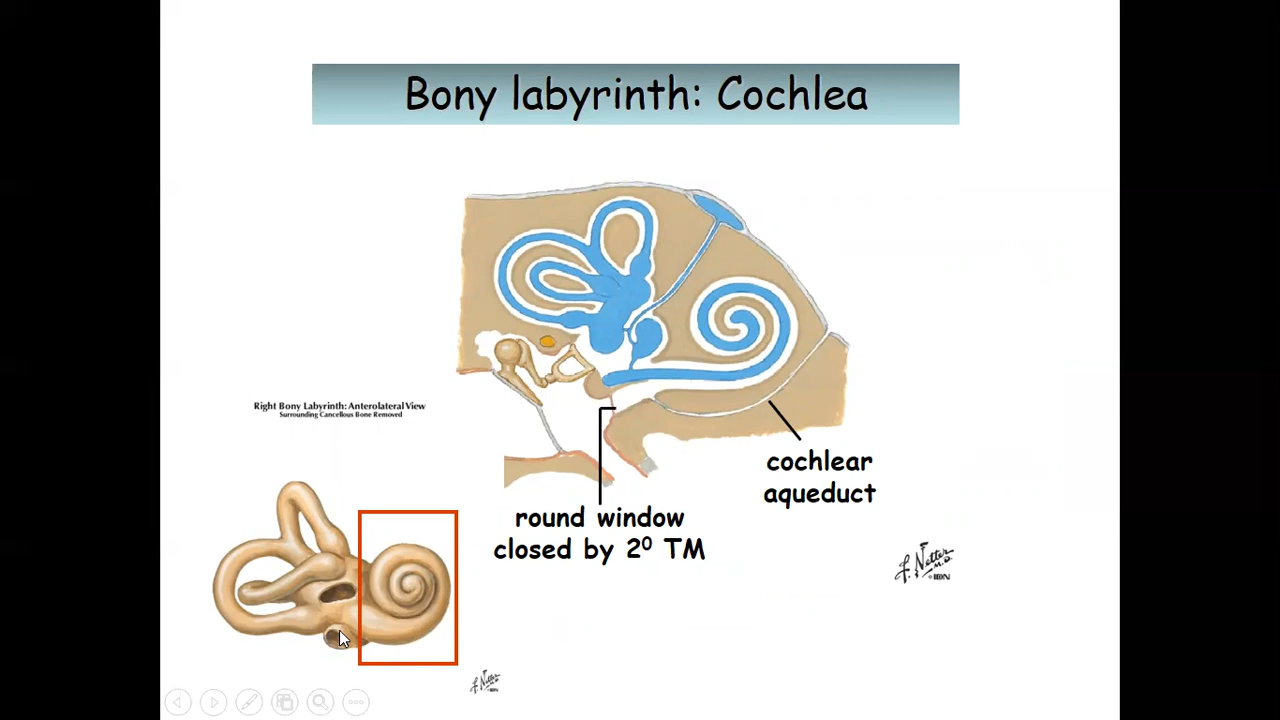 Bony labyrinth: Cochlea
Right Bony Labyrinth: Anterolateral View
Surrounding Cancellous Bone Removed
cochlear
aqueduct
round window
closed by 2⁰ TM
F. Netter
M.D.